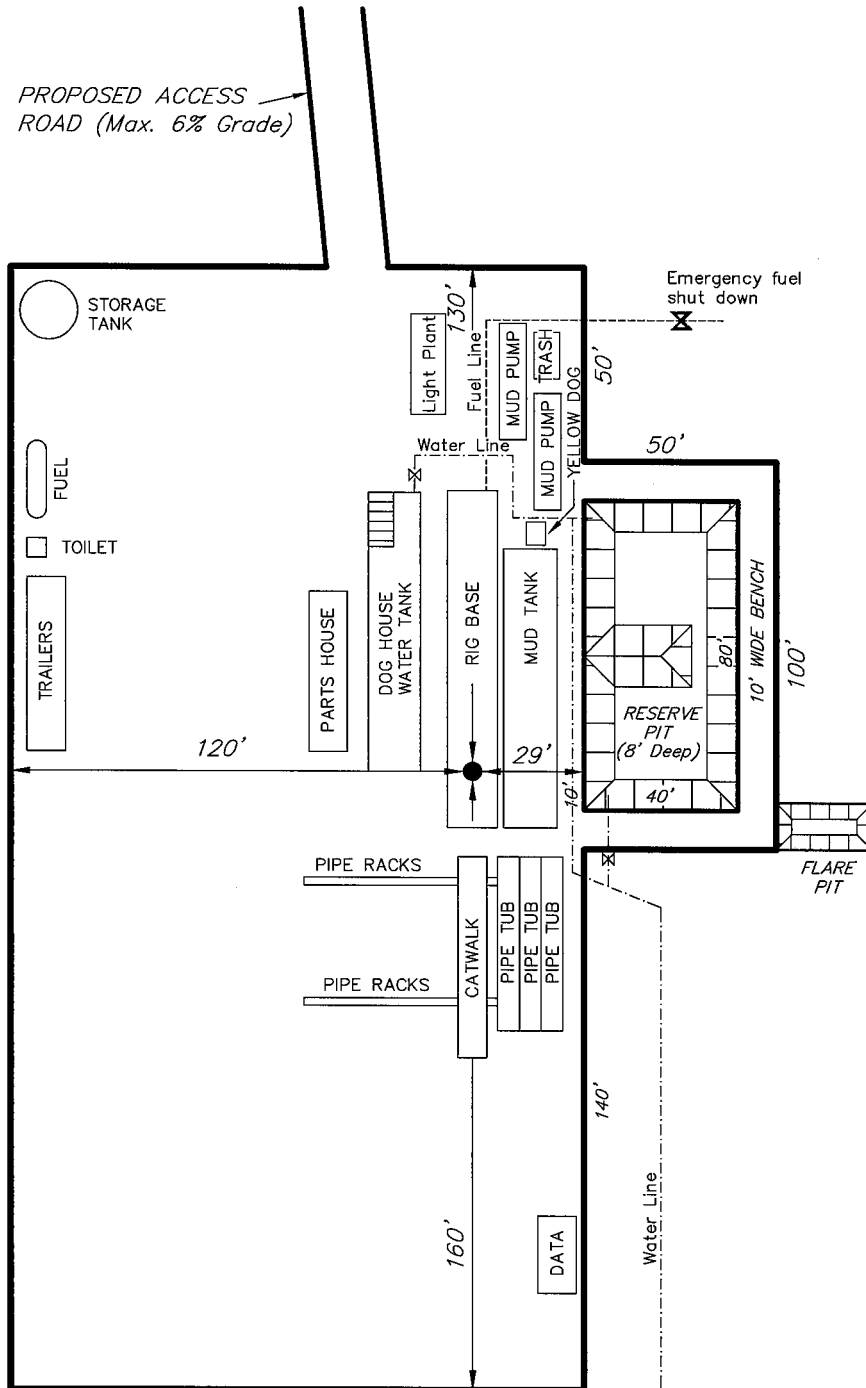 PROPOSED ACCESS
ROAD (Max. 6% Grade)
Emergency fuel
shut down
STORAGE
TANK
130'
Light Plant
Fuel Line
MUD PUMP
TRASH
50'
YELLOW DOG
MUD PUMP
Water Line
50'
FUEL
TOILET
TRAILERS
PARTS HOUSE
DOG HOUSE
WATER TANK
RIG BASE
MUD TANK
80'
10' WIDE BENCH
100'
RESERVE
PIT
(8' Deep)
120'
29'
10'
40'
FLARE
PIT
PIPE RACKS
CATWALK
PIPE TUB
PIPE TUB
PIPE TUB
PIPE RACKS
140'
160'
DATA
Water Line